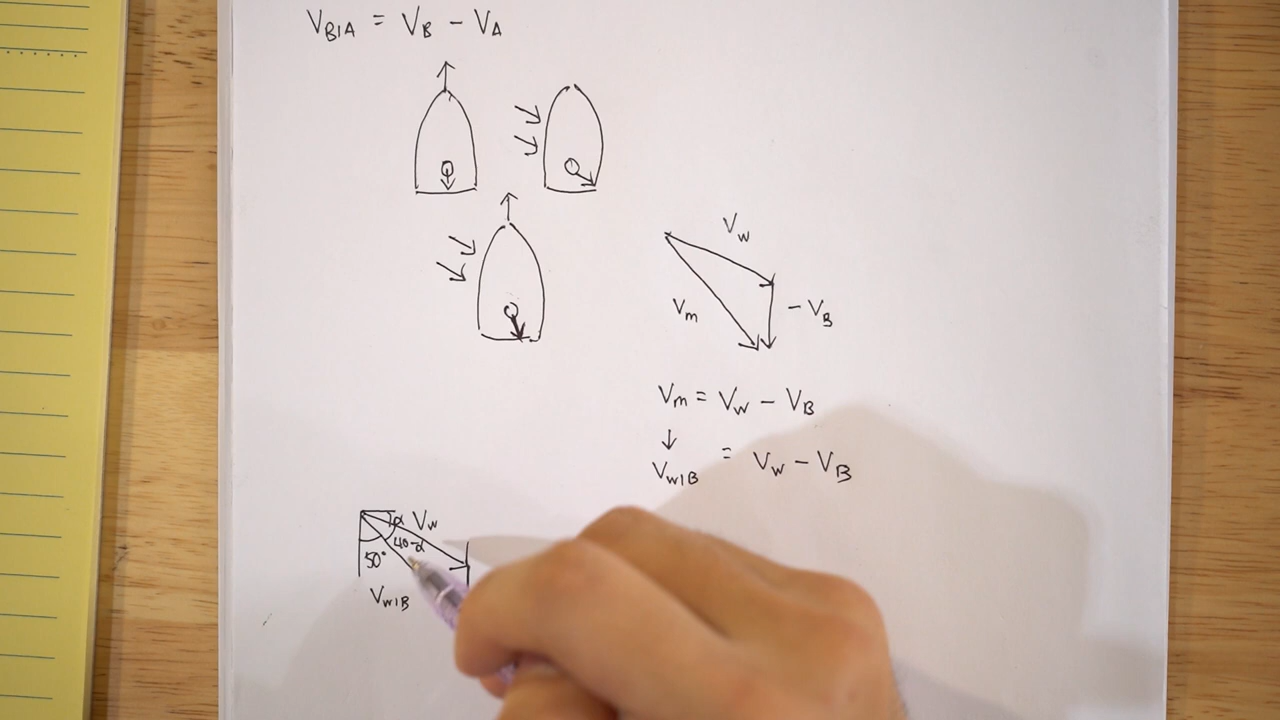 VB|A = VB - VA
Vw
Vm
- VB
Vm = Vw - VB
↓
Vw|B = Vw - VB
α Vw
40-α
50°
Vw|B